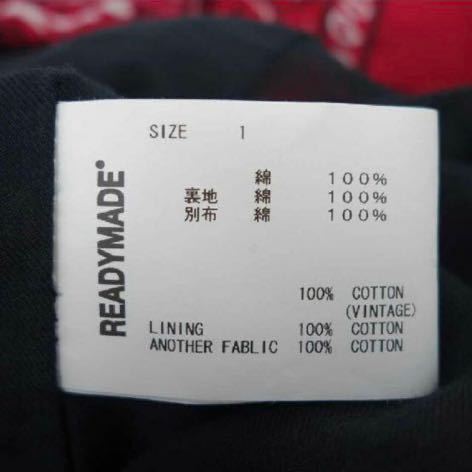 SIZE 1
綿 １００％
裏地 綿 １００％
別布 綿 １００％
100% COTTON
(VINTAGE)
LINING 100% COTTON
ANOTHER FABLIC 100% COTTON
READYMADE®